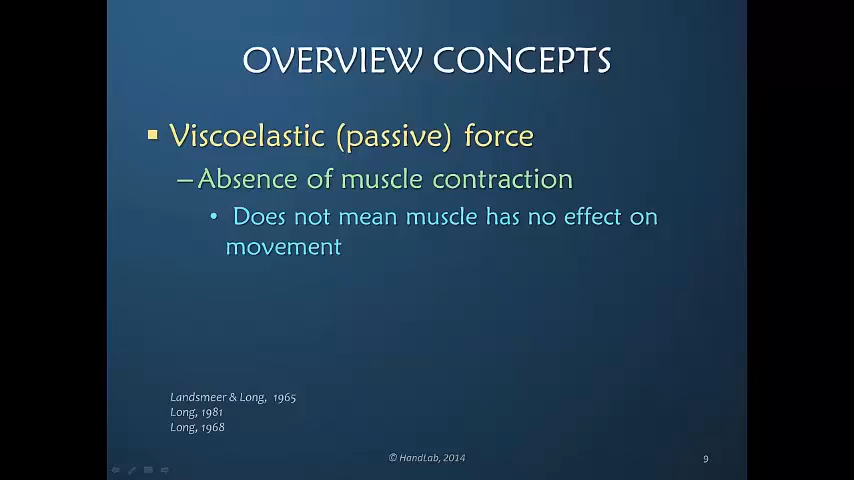 OVERVIEW CONCEPTS
▪ Viscoelastic (passive) force
–Absence of muscle contraction
• Does not mean muscle has no effect on
movement
Landsmeer & Long, 1965
Long, 1981
Long, 1968
© HandLab, 2014
9